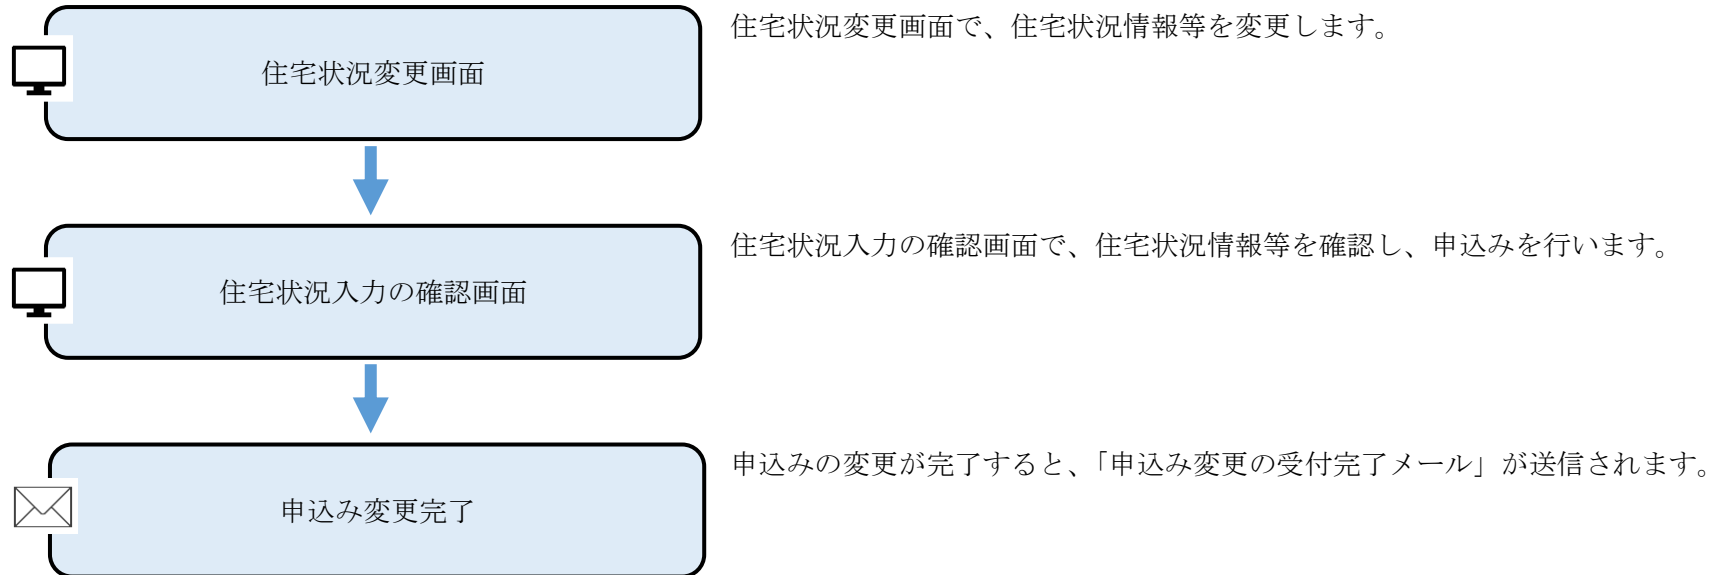 住宅状況変更画面で、住宅状況情報等を変更します。
住宅状況変更画面
住宅状況入力の確認画面で、住宅状況情報等を確認し、申込みを行います。
住宅状況入力の確認画面
申込みの変更が完了すると、「申込み変更の受付完了メール」が送信されます。
申込み変更完了